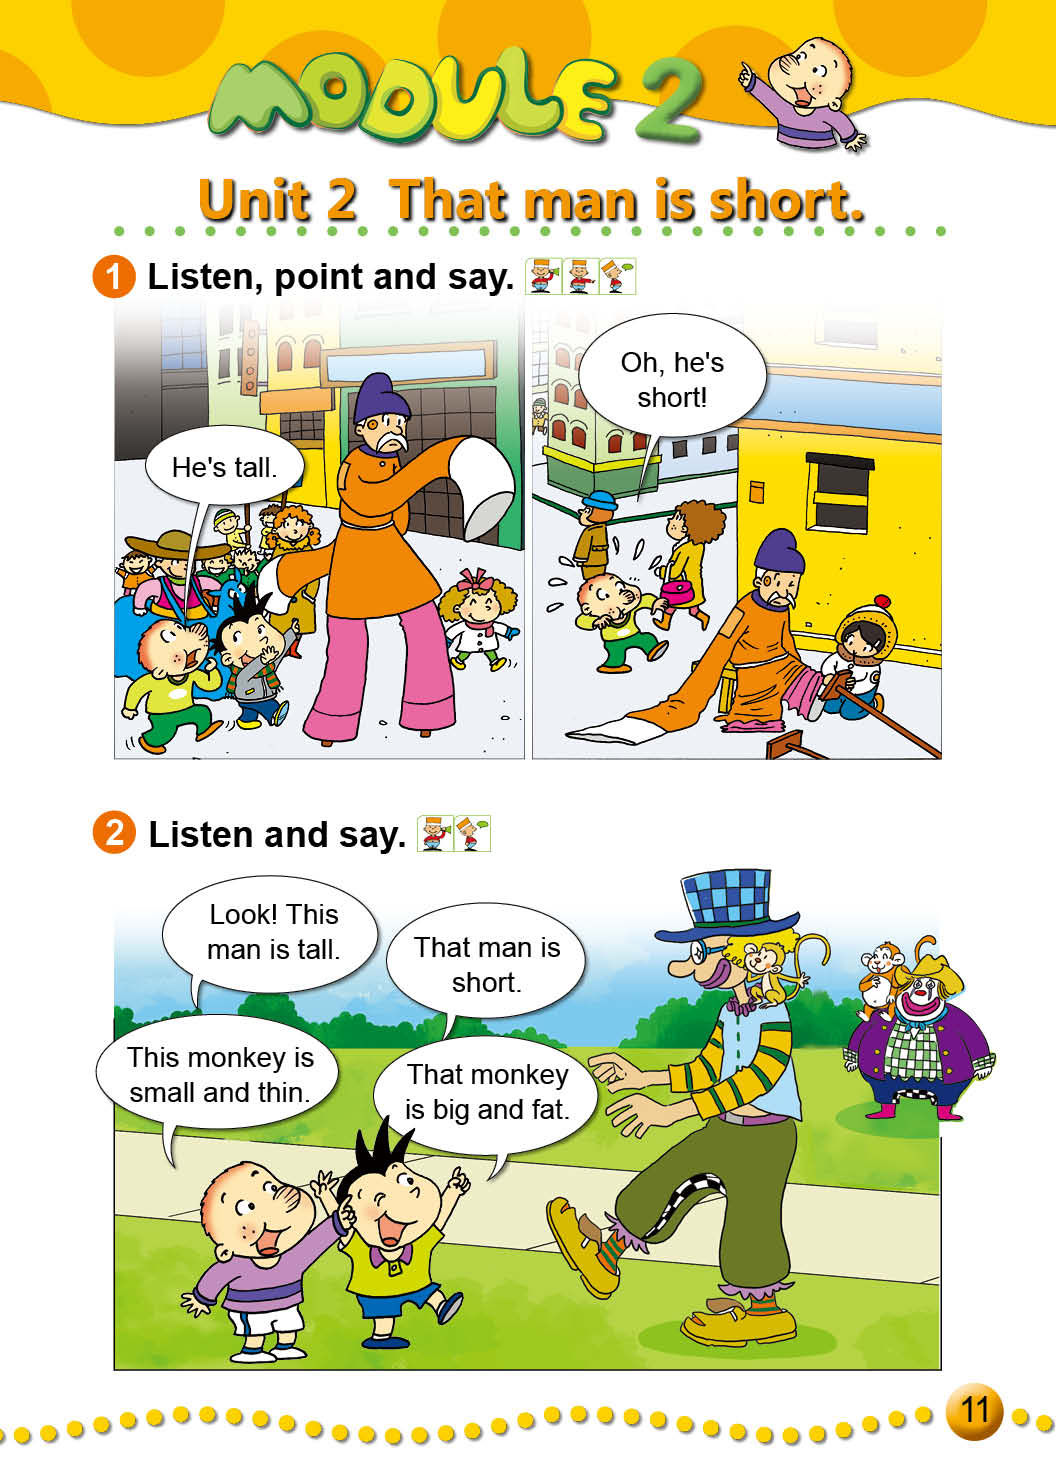 MODULE 2
Unit 2 That man is short.
1 Listen, point and say.
He's tall.
Oh, he's
short!
2 Listen and say.
Look! This
man is tall.
That man is
short.
This monkey is
small and thin.
That monkey
is big and fat.
11